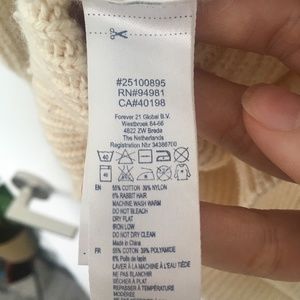 #25100895
RN#94981
CA#40198
Forever 21 Global B.V.
Westbroek 64-66
4822 ZW Breda
The Netherlands
Registration Nbr 34386700
40
EN 55% COTTON 39% NYLON
6% RABBIT HAIR
MACHINE WASH WARM
DO NOT BLEACH
DRY FLAT
IRON LOW
DO NOT DRY CLEAN
Made in China
FR 55% COTON 39% POLYAMIDE
6% Poils de lapin
LAVER À LA MACHINE À L'EAU TIÈDE
NE PAS BLANCHIR
SÉCHAGE À PLAT
REPASSER À TEMPÉRATURE
MODÉRÉE